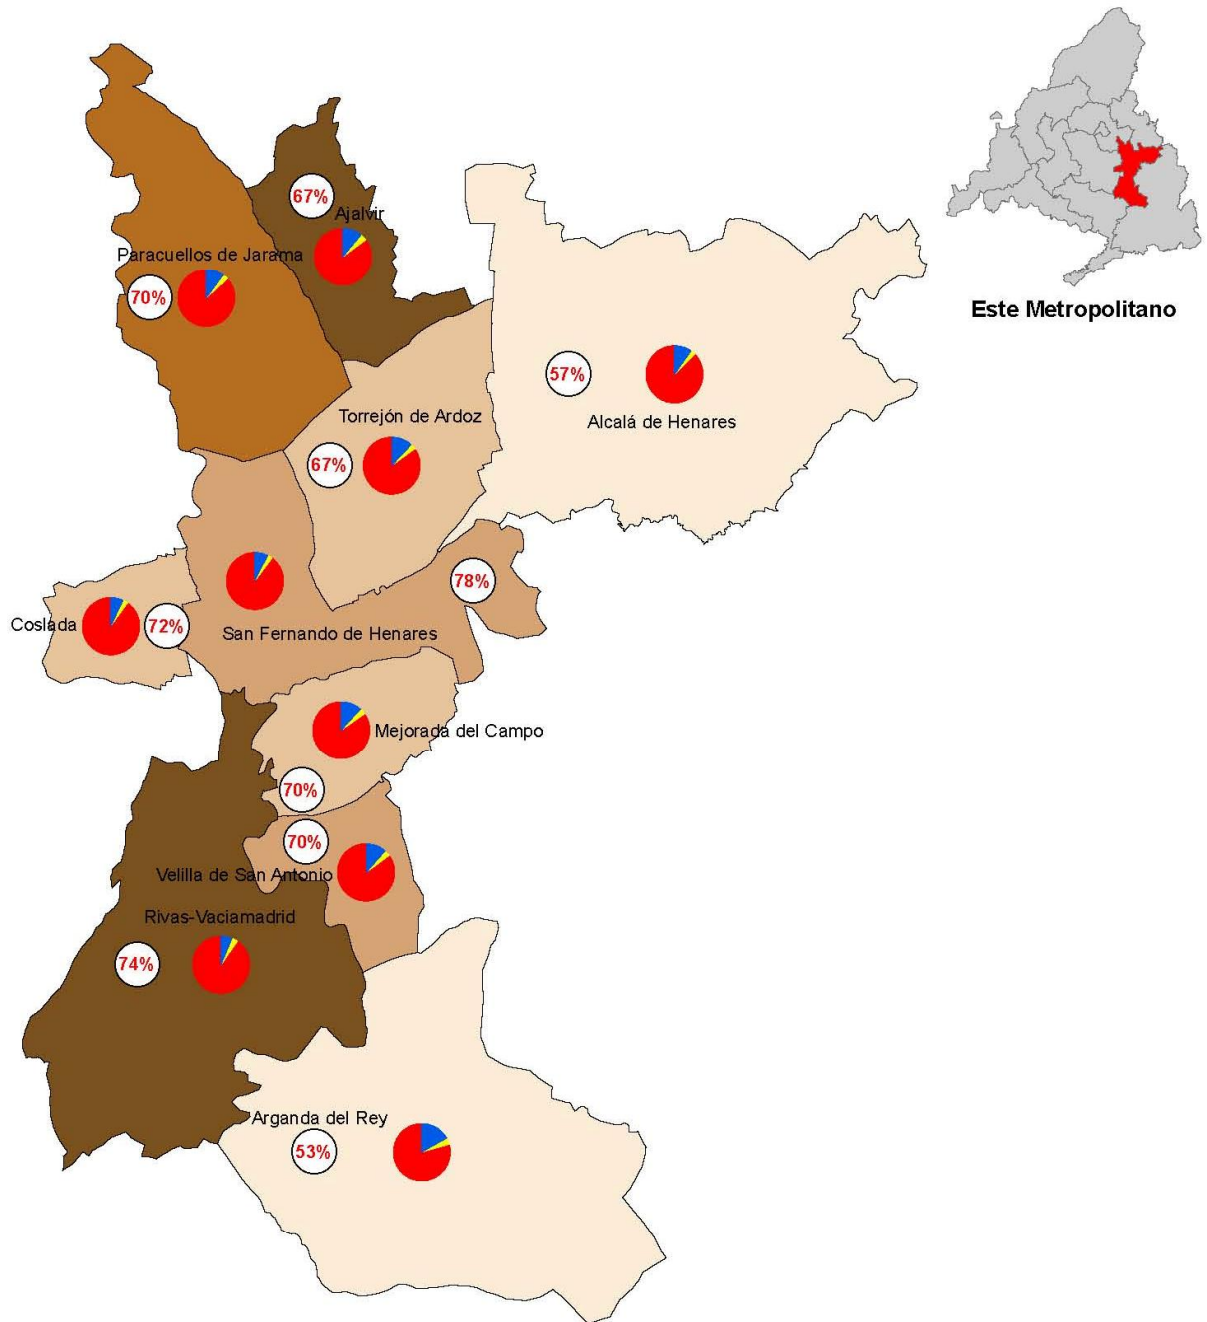 67%
Ajalvir
Paracuellos de Jarama
70%
Este Metropolitano
57%
Alcalá de Henares
Torrejón de Ardoz
67%
78%
Coslada
72%
San Fernando de Henares
Mejorada del Campo
70%
70%
Velilla de San Antonio
Rivas-Vaciamadrid
74%
Arganda del Rey
53%